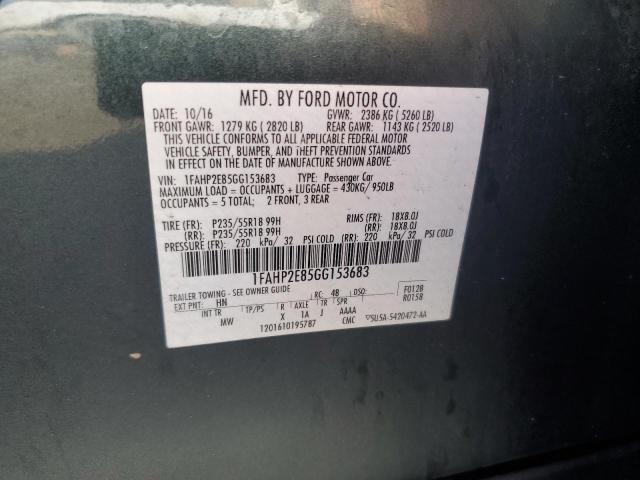 MFD. BY FORD MOTOR CO.
DATE: 10/16 GVWR: 2386 KG ( 5260 LB)
FRONT GAWR: 1279 KG ( 2820 LB) REAR GAWR: 1143 KG ( 2520 LB)
THIS VEHICLE CONFORMS TO ALL APPLICABLE FEDERAL MOTOR
VEHICLE SAFETY, BUMPER, AND THEFT PREVENTION STANDARDS
IN EFFECT ON THE DATE OF MANUFACTURE SHOWN ABOVE.
VIN: 1FAHP2E85GG153683 TYPE: Passenger Car
MAXIMUM LOAD = OCCUPANTS + LUGGAGE = 430KG/ 950LB
OCCUPANTS = 5 TOTAL; 2 FRONT, 3 REAR
TIRE (FR): P235/55R18 99H RIMS (FR): 18X8.0J
(RR): P235/55R18 99H (RR): 18X8.0J
PRESSURE (FR): 220 kPa/ 32 PSI COLD (RR): 220 kPa/ 32 PSI COLD
1FAHP2E85GG153683
TRAILER TOWING - SEE OWNER GUIDE
EXT PNT: HN RC: 48 DSO: F0128
R0158
INT TR TP/PS R AXLE TR SPR
MW X 1A J AAAA
1201610195787 CMC 5U5A-5420472-AA